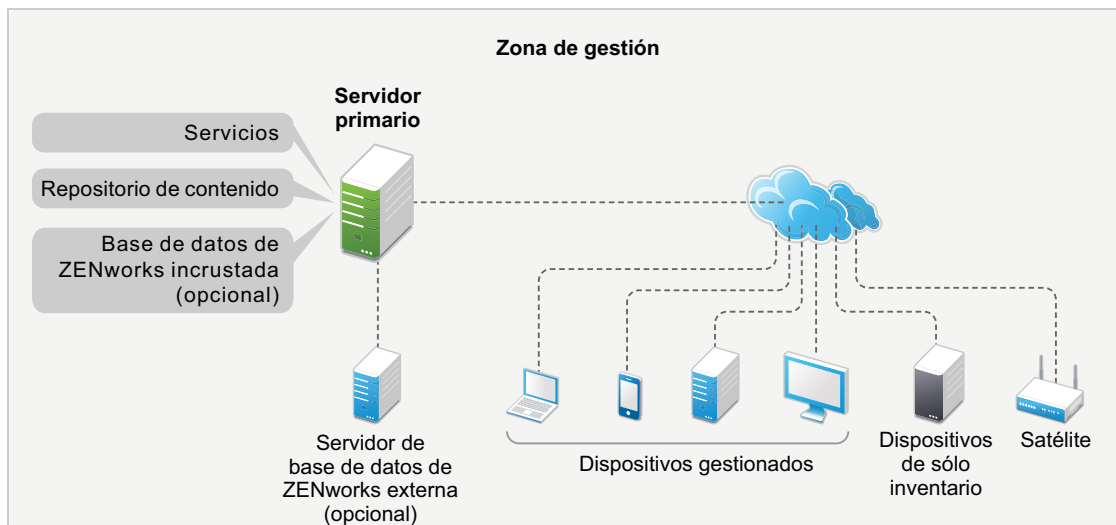 Zona de gestión
Servidor
primario
Servicios
Repositorio de contenido
Base de datos de
ZENworks incrustada
(opcional)
Servidor de
base de datos de
ZENworks externa
(opcional)
Dispositivos gestionados
Dispositivos
de sólo
inventario
Satélite